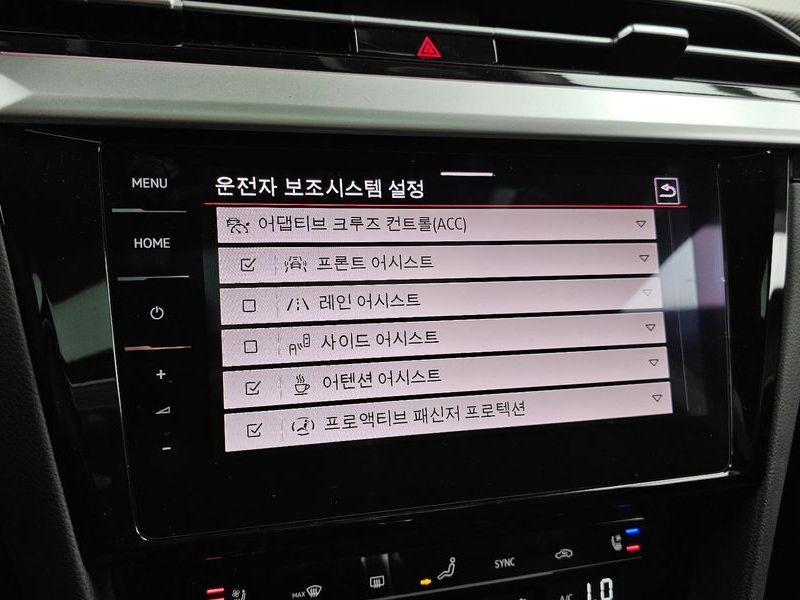 MENU
운전자 보조시스템 설정
어댑티브 크루즈 컨트롤(ACC)
HOME
프론트 어시스트
레인 어시스트
사이드 어시스트
어텐션 어시스트
프로액티브 패신저 프로텍션
+
-
SYNC
MAX
A/C
1.0